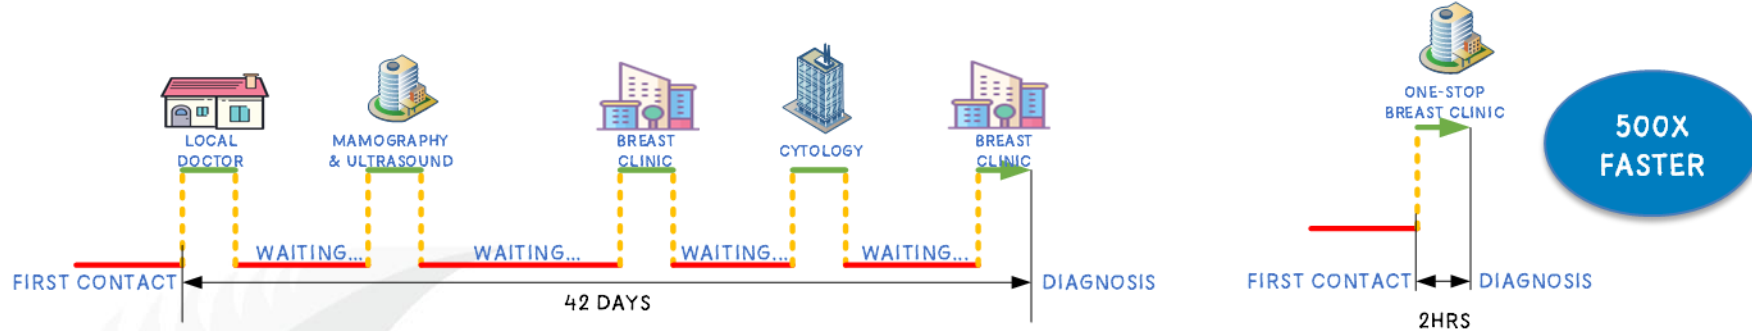 LOCAL
DOCTOR
MAMOGRAPHY
& ULTRASOUND
BREAST
CLINIC
CYTOLOGY
BREAST
CLINIC
WAITING...
WAITING...
WAITING...
WAITING...
FIRST CONTACT
42 DAYS
DIAGNOSIS
ONE-STOP
BREAST CLINIC
FIRST CONTACT
DIAGNOSIS
2HRS
500X
FASTER